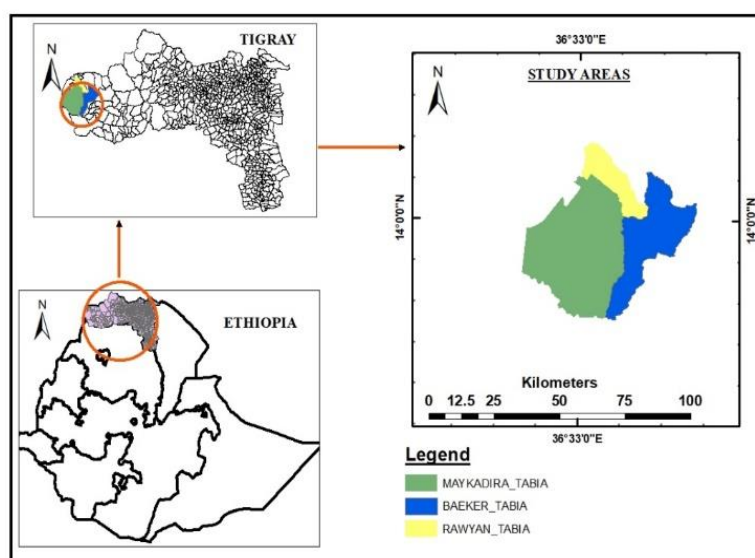 TIGRAY
N
36°33'0"E
N
STUDY AREAS
14°0'0"N
14°0'0"N
N
ETHIOPIA
Kilometers
0 12.5 25 50 75 100
36°33'0"E
Legend
MAYKADIRA_TABIA
BAEKER_TABIA
RAWYAN_TABIA